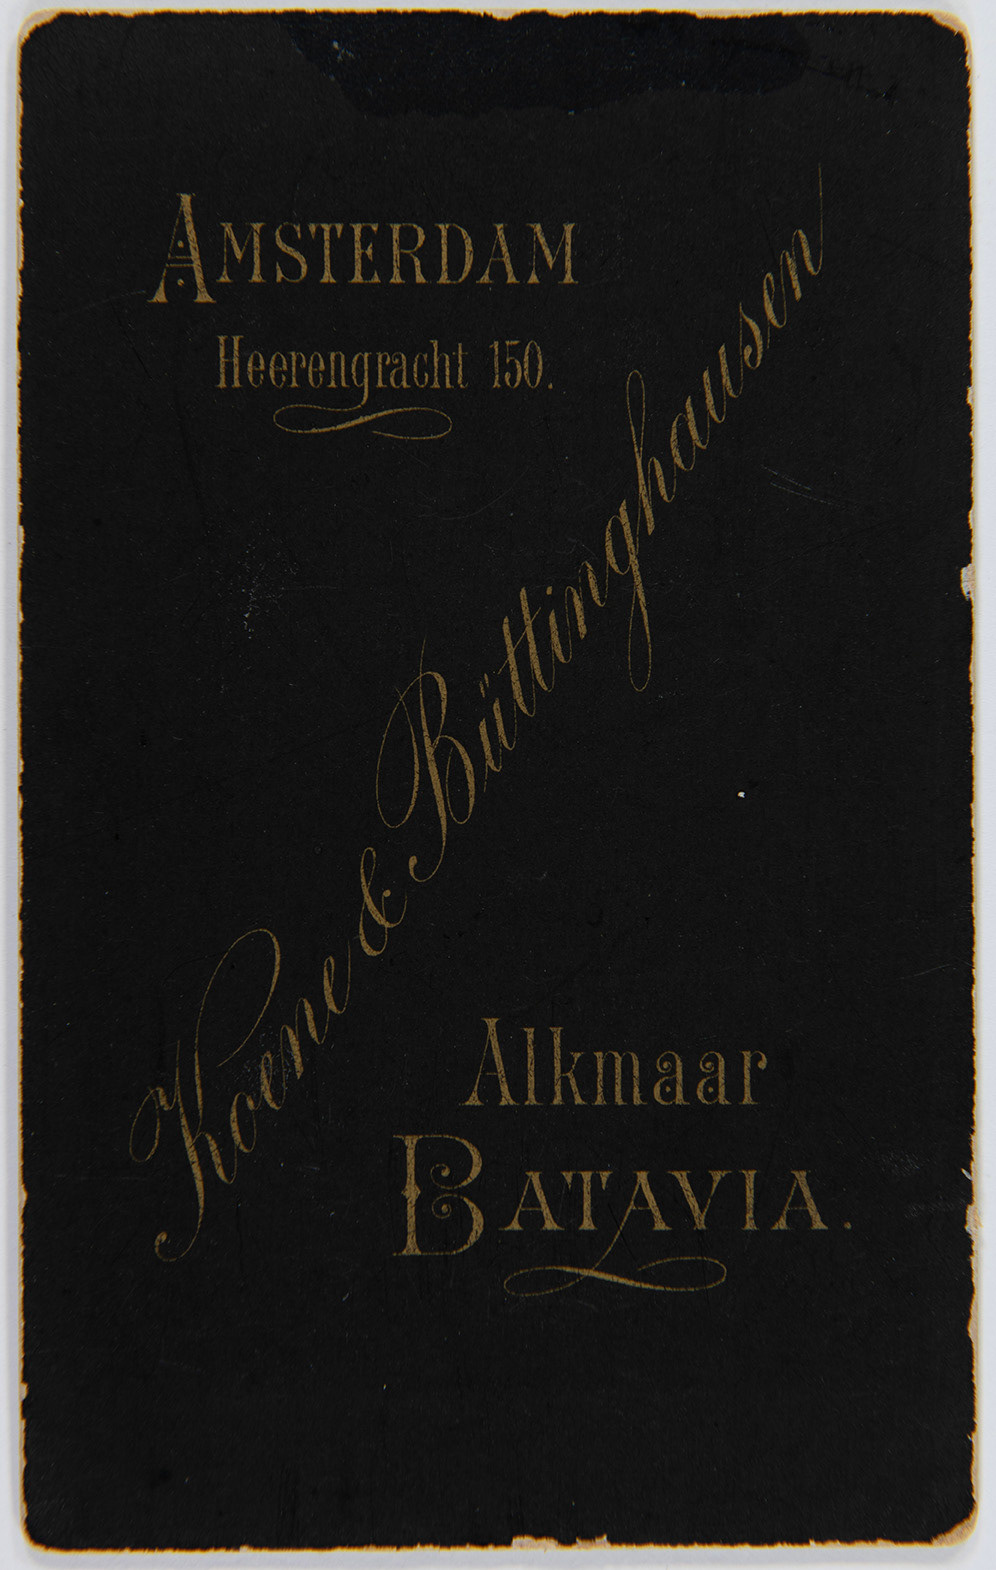 AMSTERDAM
Heerengracht 150.
Koene & Büttinghausen
Alkmaar
BATAVIA.